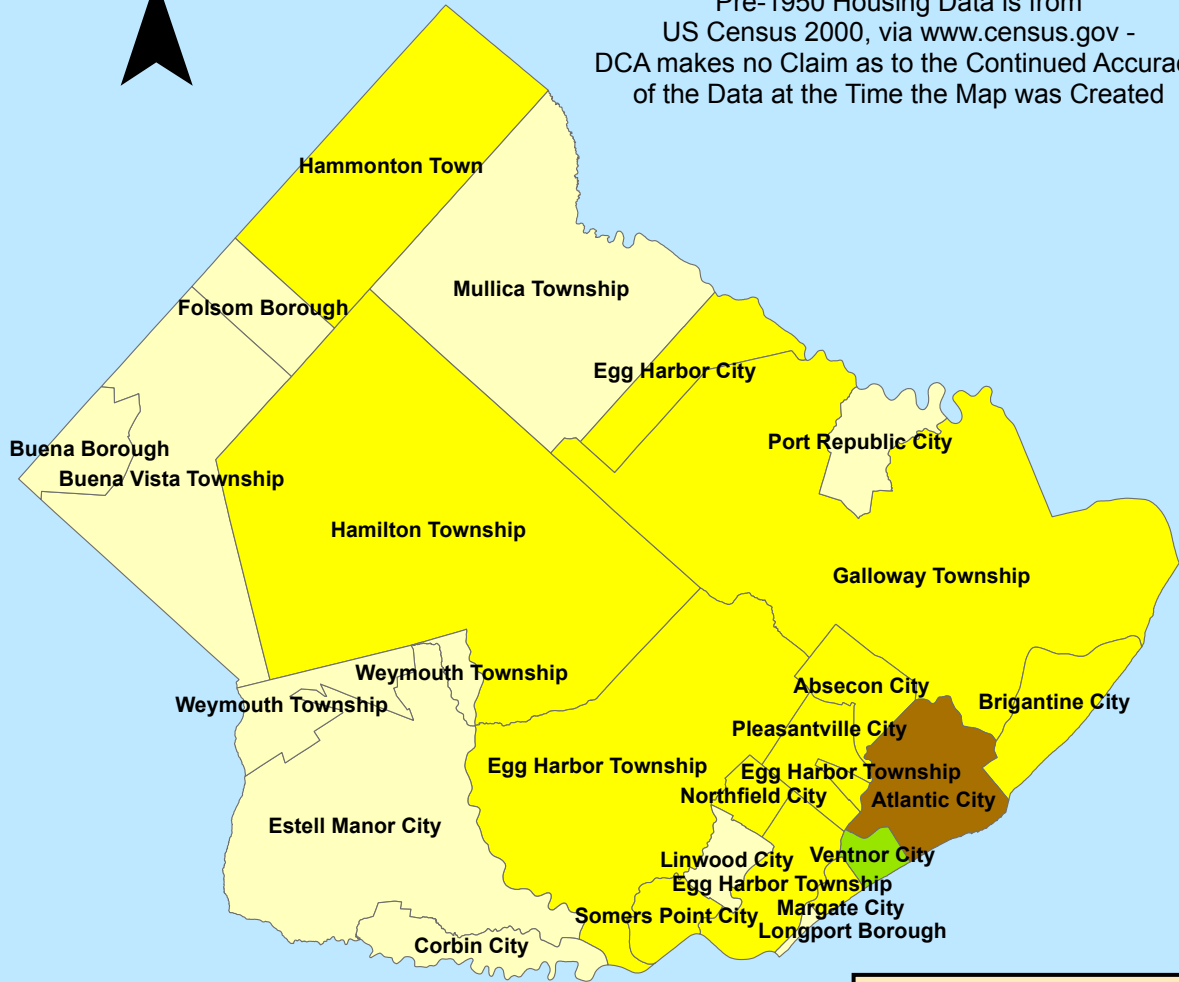 Pre-1950 Housing Data is from
US Census 2000, via www.census.gov -
DCA makes no Claim as to the Continued
of the Data at the Time the Map was Created
Hammonton Town
Mullica Township
Folsom Borough
Egg Harbor City
Port Republic City
Buena Borough
Buena Vista Township
Hamilton Township
Galloway Township
Weymouth Township
Absecon City
Weymouth Township
Brigantine City
Pleasantville City
Egg Harbor Township
Egg Harbor Township
Northfield City
Atlantic City
Estell Manor City
Ventnor City
Linwood City
Egg Harbor Township
Margate City
Somers Point City
Longport Borough
Corbin City